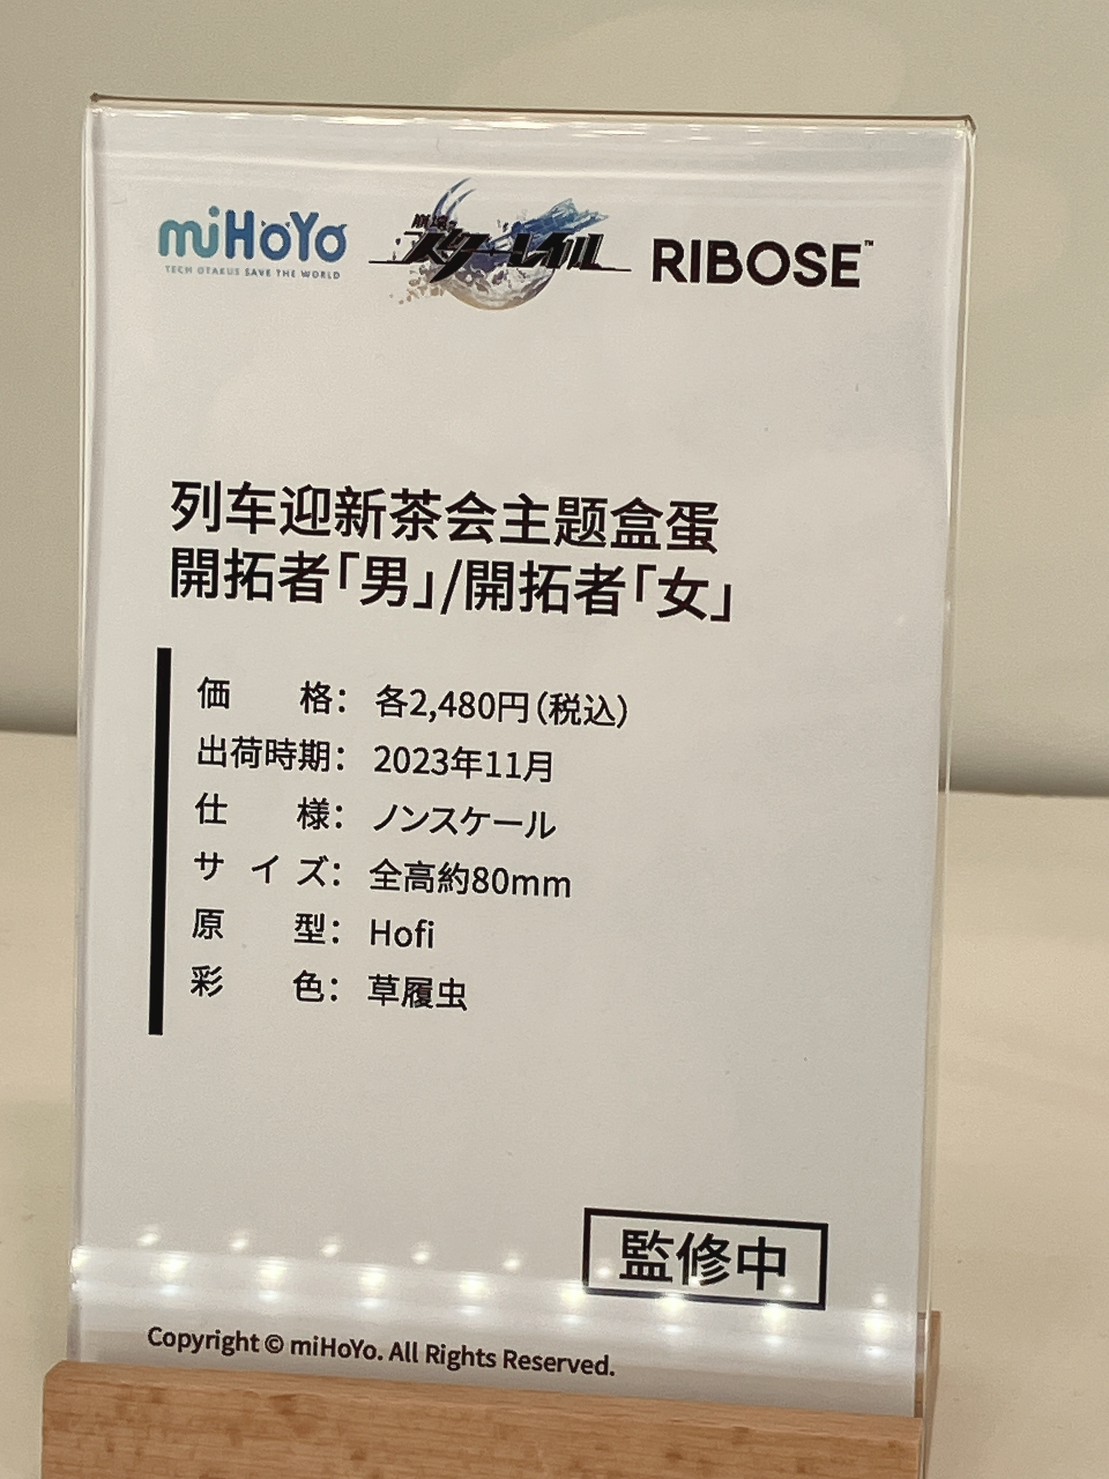 miHoYo
TECH OTAKUS SAVE THE WORLD
崩壊:スターレイル
RIBOSE™
列车迎新茶会主题盒蛋
開拓者「男」/開拓者「女」
価格： 各2,480円（税込）
出荷時期： 2023年11月
仕様： ノンスケール
サイズ： 全高約80mm
原型： Hofi
彩色： 草履虫
監修中
Copyright © miHoYo. All Rights Reserved.